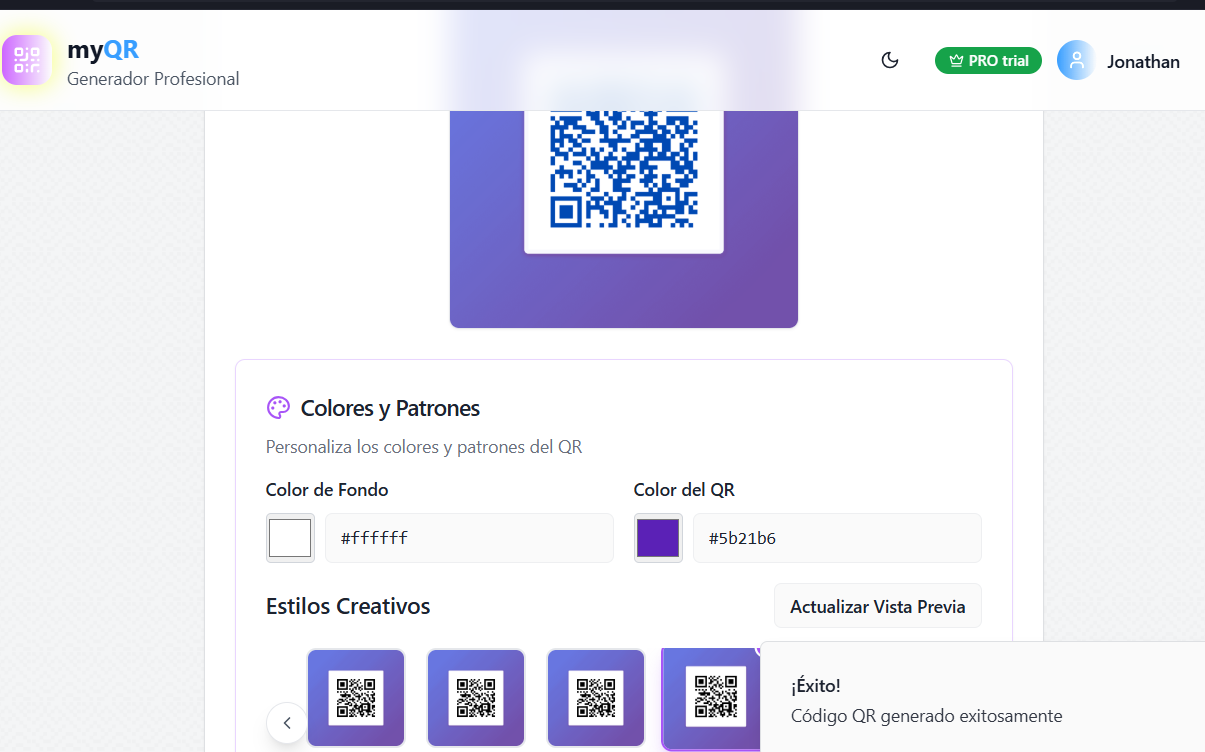 myQR
Generador Profesional
PRO trial
Jonathan
Colores y Patrones
Personaliza los colores y patrones del QR
Color de Fondo
Color del QR
#ffffff
#5b21b6
Estilos Creativos
Actualizar Vista Previa
¡Éxito!
Código QR generado exitosamente